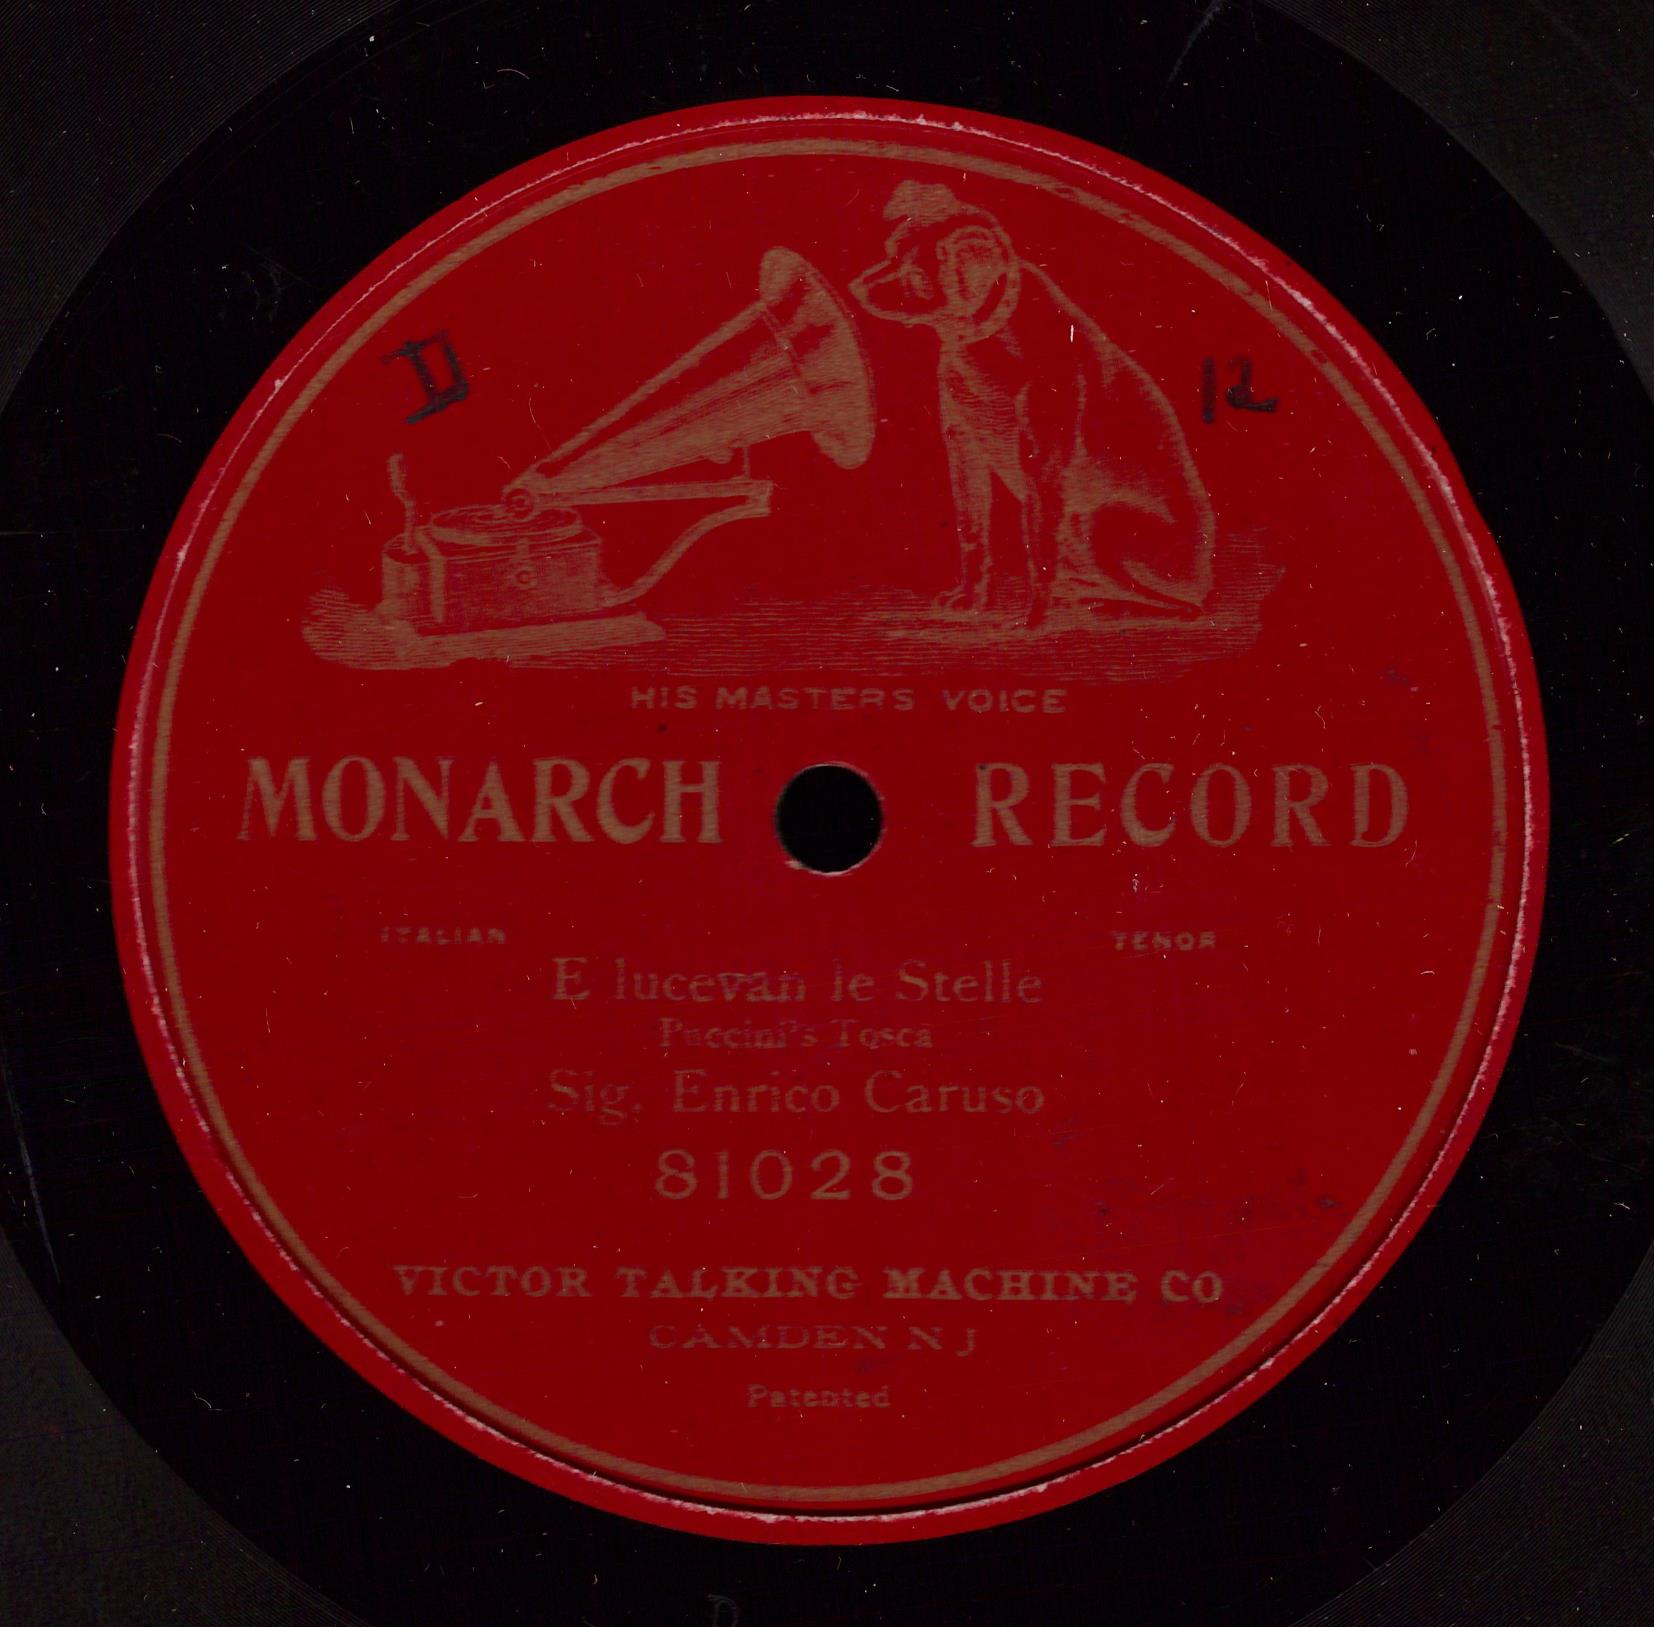 D 12
HIS MASTERS VOICE
MONARCH RECORD
ITALIAN TENOR
E lucevan le Stelle
Puccini's Tosca
Sig. Enrico Caruso
81028
VICTOR TALKING MACHINE CO
CAMDEN N J
Patented
D